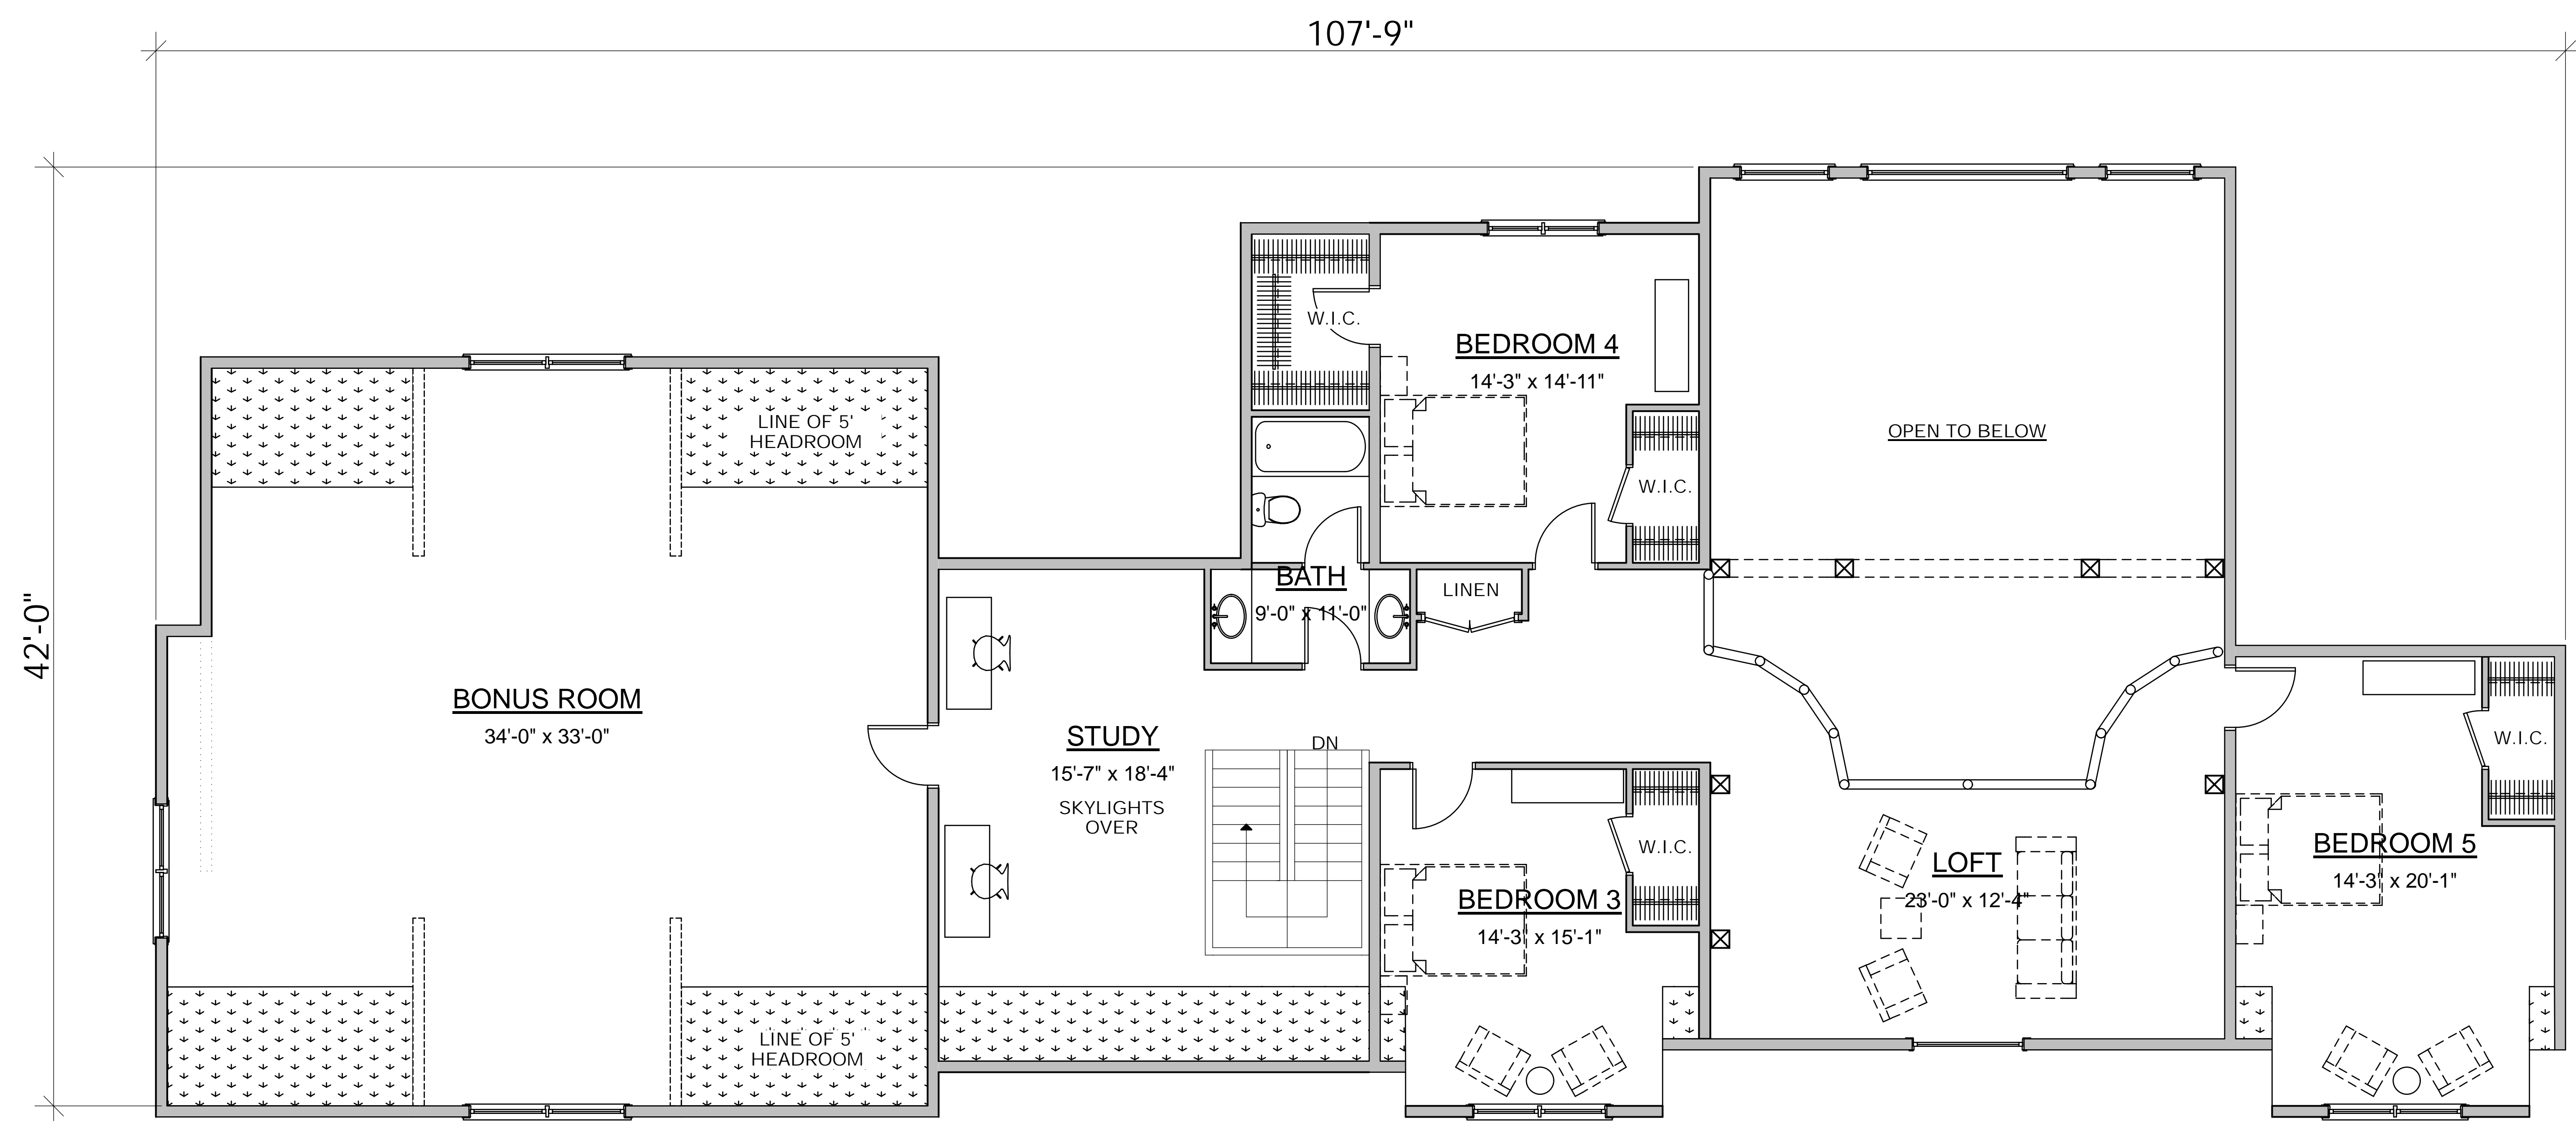 107'-9"
42'-0"
W.I.C.
BEDROOM 4
14'-3" x 14'-11"
LINE OF 5'
HEADROOM
OPEN TO BELOW
W.I.C.
BATH
9'-0" x 11'-0"
LINEN
BONUS ROOM
34'-0" x 33'-0"
STUDY
15'-7" x 18'-4"
SKYLIGHTS
OVER
DN
W.I.C.
W.I.C.
BEDROOM 5
14'-3" x 20'-1"
LOFT
23'-0" x 12'-4"
BEDROOM 3
14'-3" x 15'-1"
LINE OF 5'
HEADROOM